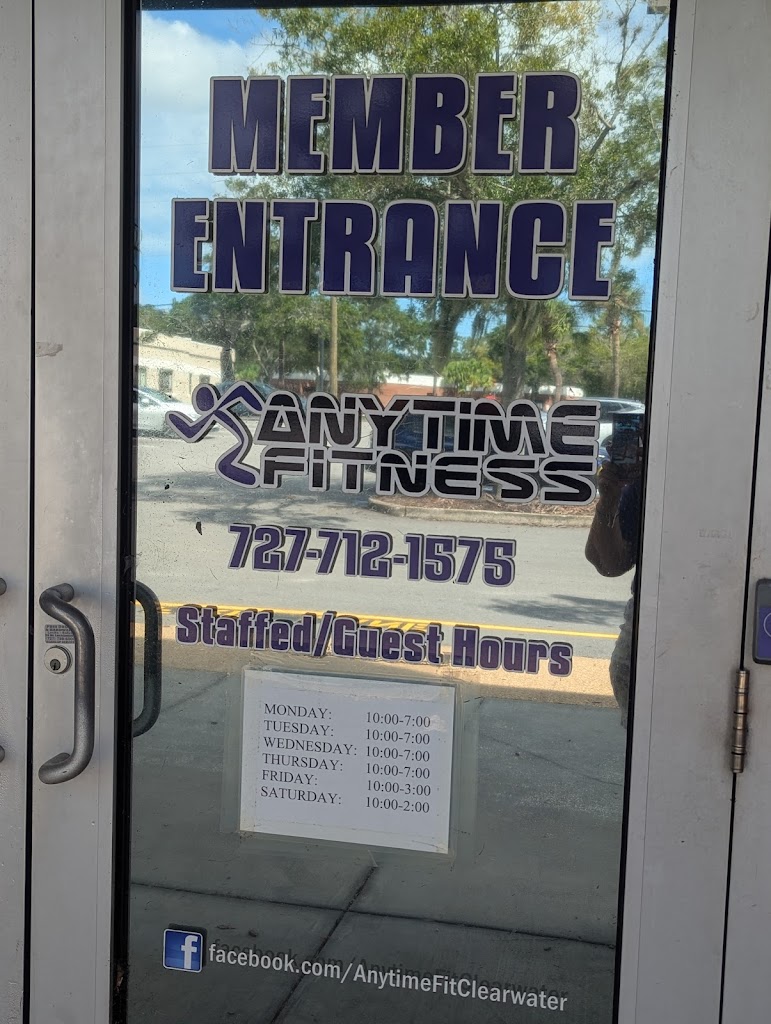 MEMBER
ENTRANCE
ANYTIME
FITNESS
727-712-1575
Staffed/Guest Hours
MONDAY: 10:00-7:00
TUESDAY: 10:00-7:00
WEDNESDAY: 10:00-7:00
THURSDAY: 10:00-7:00
FRIDAY: 10:00-3:00
SATURDAY: 10:00-2:00
f facebook.com/AnytimeFitClearwater